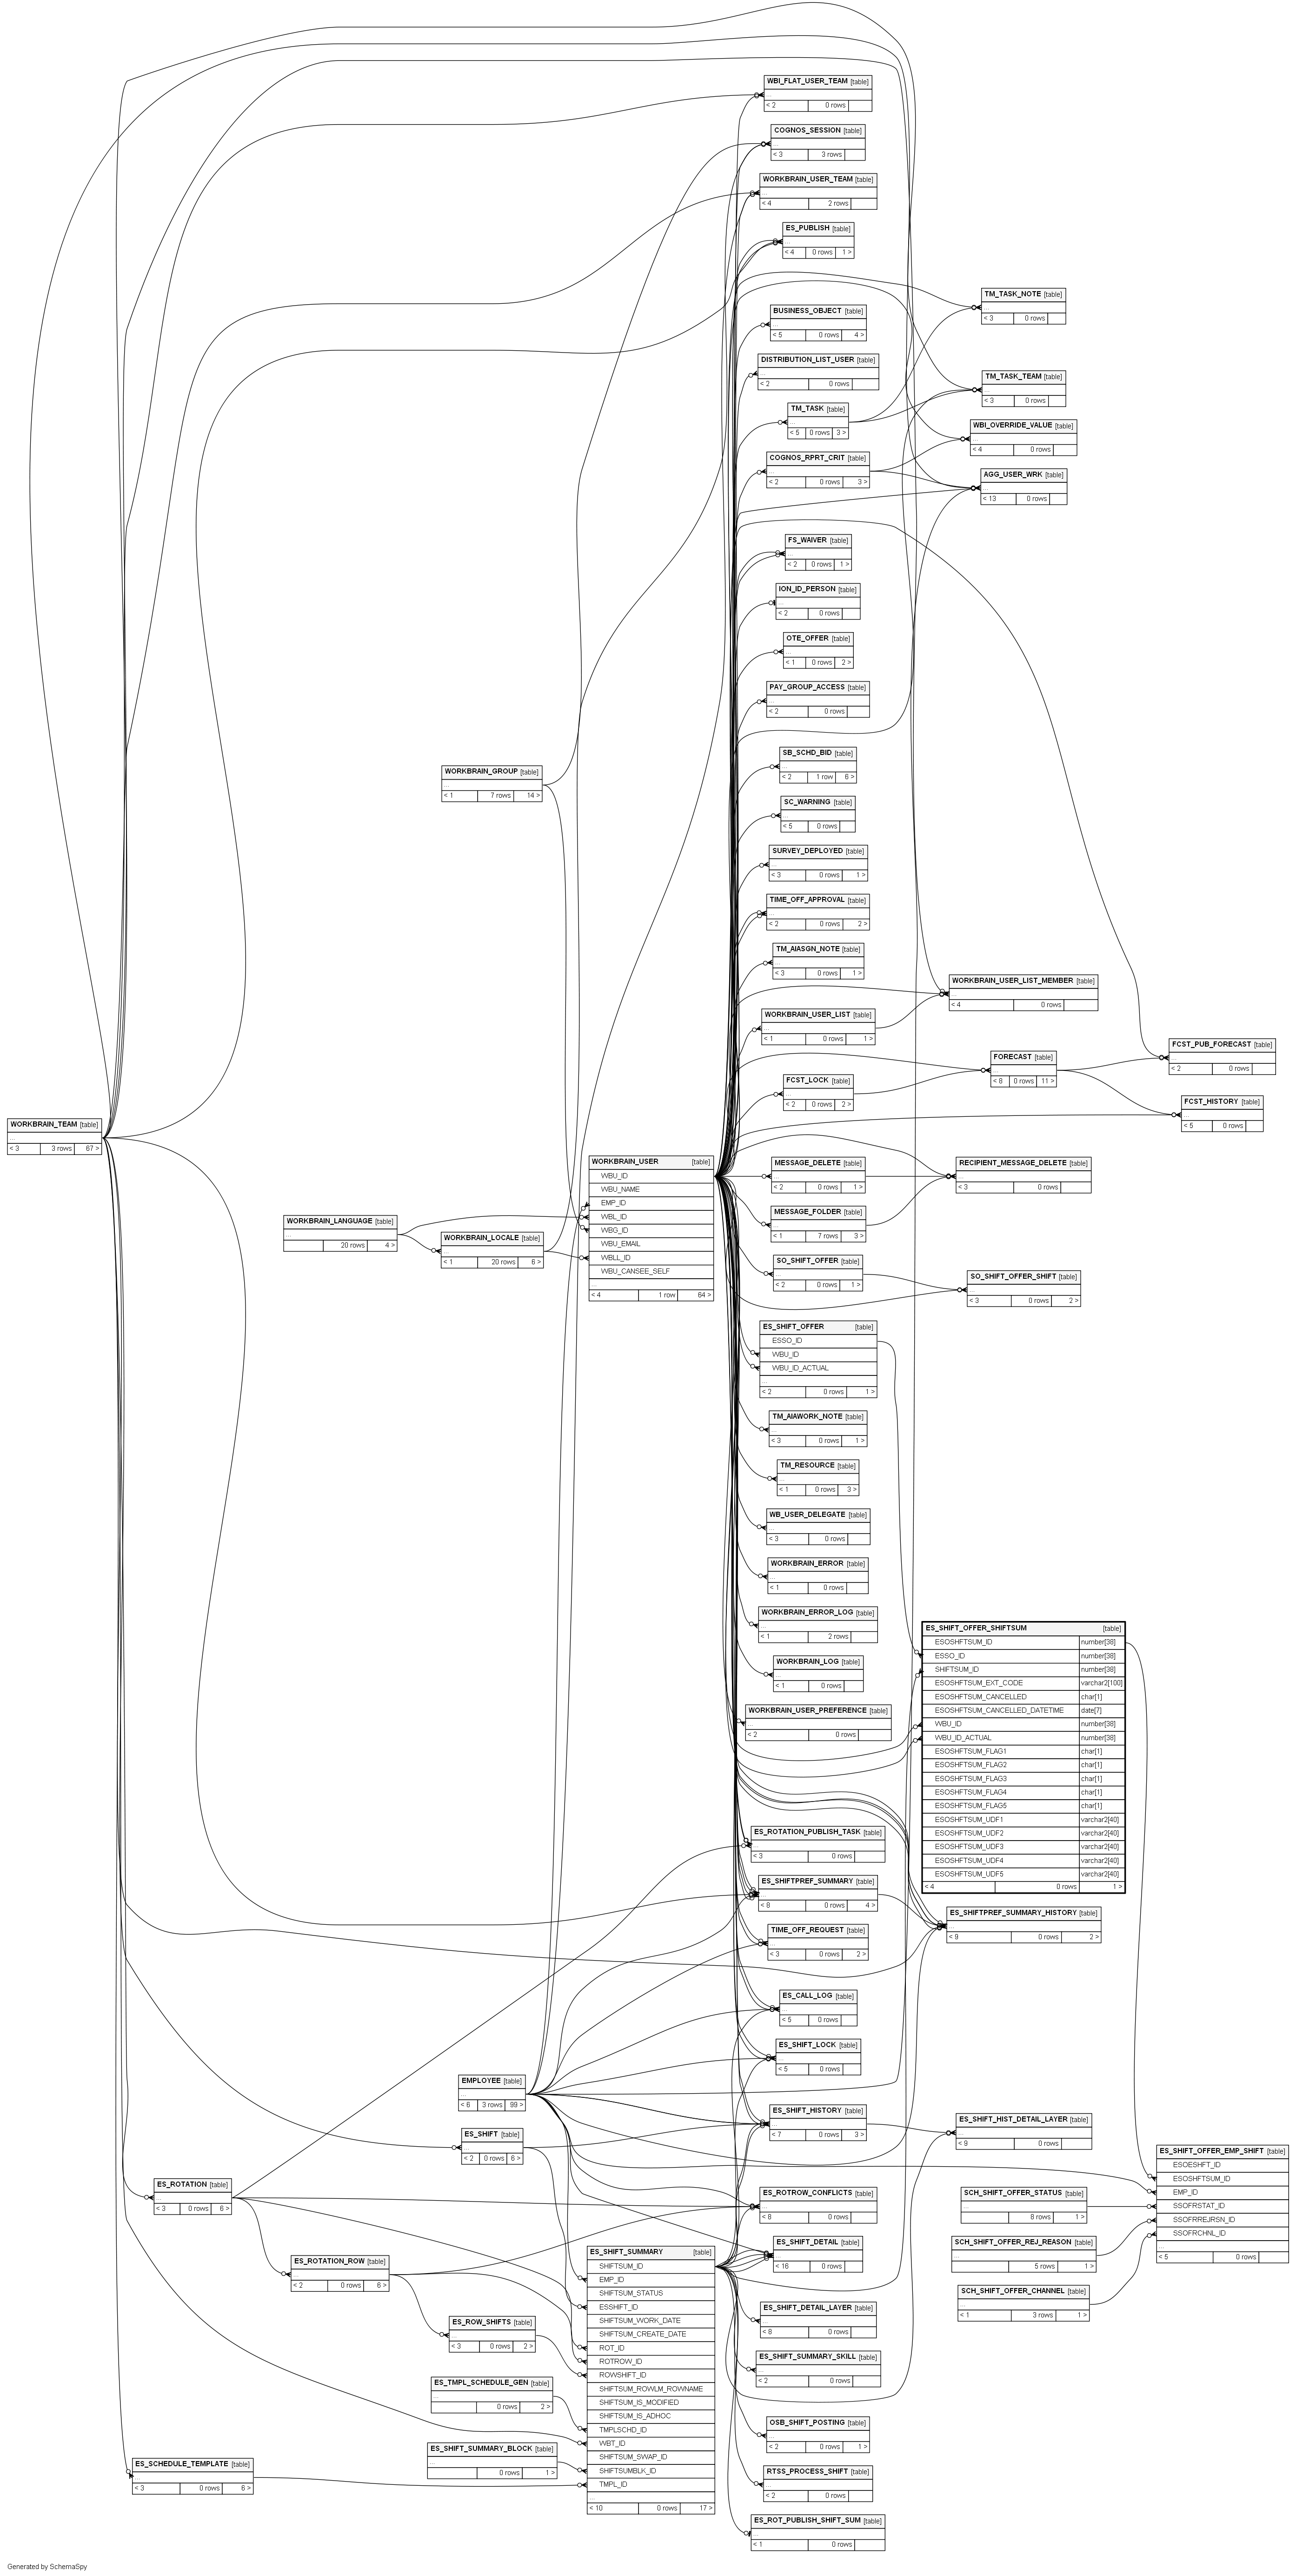 WBI_FLAT_USER_TEAM [table]
...
< 2 0 rows
COGNOS_SESSION [table]
...
< 3 3 rows
WORKBRAIN_USER_TEAM [table]
...
< 4 2 rows
ES_PUBLISH [table]
...
< 4 0 rows 1 >
TM_TASK_NOTE [table]
...
< 3 0 rows
BUSINESS_OBJECT [table]
...
< 5 0 rows 4 >
DISTRIBUTION_LIST_USER [table]
...
< 2 0 rows
TM_TASK_TEAM [table]
...
< 3 0 rows
TM_TASK [table]
...
< 5 0 rows 3 >
WBI_OVERRIDE_VALUE [table]
...
< 4 0 rows
COGNOS_RPRT_CRIT [table]
...
< 2 0 rows 3 >
AGG_USER_WRK [table]
...
< 13 0 rows
FS_WAIVER [table]
...
< 2 0 rows 1 >
ION_ID_PERSON [table]
...
< 2 0 rows
OTE_OFFER [table]
...
< 1 0 rows 2 >
PAY_GROUP_ACCESS [table]
...
< 2 0 rows
SB_SCHD_BID [table]
...
< 2 1 row 6 >
WORKBRAIN_GROUP [table]
...
< 1 7 rows 14 >
SC_WARNING [table]
...
< 5 0 rows
SURVEY_DEPLOYED [table]
...
< 3 0 rows 1 >
TIME_OFF_APPROVAL [table]
...
< 2 0 rows 2 >
TM_AIASGN_NOTE [table]
...
< 3 0 rows 1 >
WORKBRAIN_USER_LIST_MEMBER [table]
...
< 4 0 rows
WORKBRAIN_USER_LIST [table]
...
< 1 0 rows 1 >
FCST_PUB_FORECAST [table]
...
< 2 0 rows
FORECAST [table]
...
< 8 0 rows 11 >
FCST_LOCK [table]
...
< 2 0 rows 2 >
FCST_HISTORY [table]
...
< 5 0 rows
WORKBRAIN_TEAM [table]
...
< 3 3 rows 67 >
WORKBRAIN_USER [table]
WBU_ID
WBU_NAME
EMP_ID
WBL_ID
WBG_ID
WBU_EMAIL
WBLL_ID
WBU_CANSEE_SELF
...
< 4 1 row 64 >
MESSAGE_DELETE [table]
...
< 2 0 rows 1 >
RECIPIENT_MESSAGE_DELETE [table]
...
< 3 0 rows
MESSAGE_FOLDER [table]
...
< 1 7 rows 3 >
WORKBRAIN_LANGUAGE [table]
...
20 rows 4 >
WORKBRAIN_LOCALE [table]
...
< 1 20 rows 6 >
SO_SHIFT_OFFER [table]
...
< 2 0 rows 1 >
SO_SHIFT_OFFER_SHIFT [table]
...
< 3 0 rows 2 >
ES_SHIFT_OFFER [table]
ESSO_ID
WBU_ID
WBU_ID_ACTUAL
...
< 2 0 rows 1 >
TM_AIAWORK_NOTE [table]
...
< 3 0 rows 1 >
TM_RESOURCE [table]
...
< 1 0 rows 3 >
WB_USER_DELEGATE [table]
...
< 3 0 rows
WORKBRAIN_ERROR [table]
...
< 1 0 rows
WORKBRAIN_ERROR_LOG [table]
...
< 1 2 rows
WORKBRAIN_LOG [table]
...
< 1 0 rows
WORKBRAIN_USER_PREFERENCE [table]
...
< 2 0 rows
ES_SHIFT_OFFER_SHIFTSUM [table]
ESOSHFTSUM_ID number[38]
ESSO_ID number[38]
SHIFTSUM_ID number[38]
ESOSHFTSUM_EXT_CODE varchar2[100]
ESOSHFTSUM_CANCELLED char[1]
ESOSHFTSUM_CANCELLED_DATETIME date[7]
WBU_ID number[38]
WBU_ID_ACTUAL number[38]
ESOSHFTSUM_FLAG1 char[1]
ESOSHFTSUM_FLAG2 char[1]
ESOSHFTSUM_FLAG3 char[1]
ESOSHFTSUM_FLAG4 char[1]
ESOSHFTSUM_FLAG5 char[1]
ESOSHFTSUM_UDF1 varchar2[40]
ESOSHFTSUM_UDF2 varchar2[40]
ESOSHFTSUM_UDF3 varchar2[40]
ESOSHFTSUM_UDF4 varchar2[40]
ESOSHFTSUM_UDF5 varchar2[40]
< 4 0 rows 1 >
ES_ROTATION_PUBLISH_TASK [table]
...
< 3 0 rows
ES_SHIFTPREF_SUMMARY [table]
...
< 8 0 rows 4 >
ES_SHIFTPREF_SUMMARY_HISTORY [table]
...
< 9 0 rows 2 >
TIME_OFF_REQUEST [table]
...
< 3 0 rows 2 >
ES_CALL_LOG [table]
...
< 5 0 rows
ES_SHIFT_LOCK [table]
...
< 5 0 rows
EMPLOYEE [table]
...
< 6 3 rows 99 >
ES_SHIFT_HISTORY [table]
...
< 7 0 rows 3 >
ES_SHIFT_HIST_DETAIL_LAYER [table]
...
< 9 0 rows
ES_SHIFT [table]
...
< 2 0 rows 6 >
ES_SHIFT_OFFER_EMP_SHIFT [table]
ESOESHFT_ID
ESOSHFTSUM_ID
EMP_ID
SSOFRSTAT_ID
SSOFRREJRSN_ID
SSOFRCHNL_ID
...
< 5 0 rows
ES_ROTATION [table]
...
< 3 0 rows 6 >
ES_ROTROW_CONFLICTS [table]
...
< 8 0 rows
SCH_SHIFT_OFFER_STATUS [table]
...
8 rows 1 >
SCH_SHIFT_OFFER_REJ_REASON [table]
...
5 rows 1 >
ES_SHIFT_DETAIL [table]
...
< 16 0 rows
SCH_SHIFT_OFFER_CHANNEL [table]
...
< 1 3 rows 1 >
ES_ROTATION_ROW [table]
...
< 2 0 rows 6 >
ES_SHIFT_SUMMARY [table]
SHIFTSUM_ID
EMP_ID
SHIFTSUM_STATUS
ESSHIFT_ID
SHIFTSUM_WORK_DATE
SHIFTSUM_CREATE_DATE
ROT_ID
ROTROW_ID
ROWSHIFT_ID
SHIFTSUM_ROWLM_ROWNAME
SHIFTSUM_IS_MODIFIED
SHIFTSUM_IS_ADHOC
TMPLSCHD_ID
WBT_ID
SHIFTSUM_SWAP_ID
SHIFTSUMBLK_ID
TMPL_ID
...
< 10 0 rows 17 >
ES_SHIFT_DETAIL_LAYER [table]
...
< 8 0 rows
ES_ROW_SHIFTS [table]
...
< 3 0 rows 2 >
ES_SHIFT_SUMMARY_SKILL [table]
...
< 2 0 rows
ES_TMPL_SCHEDULE_GEN [table]
...
0 rows 2 >
OSB_SHIFT_POSTING [table]
...
< 2 0 rows 1 >
ES_SHIFT_SUMMARY_BLOCK [table]
...
0 rows 1 >
ES_SCHEDULE_TEMPLATE [table]
...
< 3 0 rows 6 >
RTSS_PROCESS_SHIFT [table]
...
< 2 0 rows
ES_ROT_PUBLISH_SHIFT_SUM [table]
...
< 1 0 rows
Generated by SchemaSpy